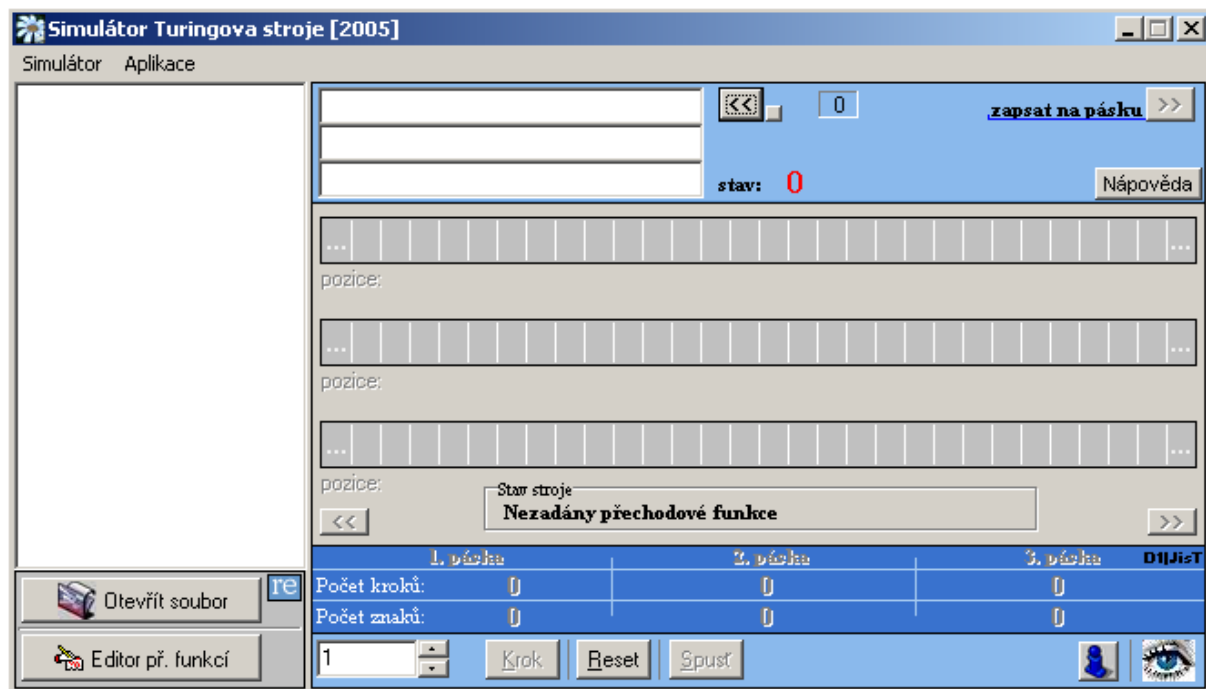 Simulátor Turingova stroje [2005]
Simulátor Aplikace
<< 0 zapsat na pásku >>
stav: 0 Nápověda
... ...
pozice:
... ...
pozice:
... ...
pozice:
Stav stroje
<< Nezadány přechodové funkce >>
1. páska 2. páska 3. páska D1|JisT
Otevřít soubor re Počet kroků: 0 0 0
Počet znaků: 0 0 0
Editor př. funkcí 1 Krok Reset Spusť